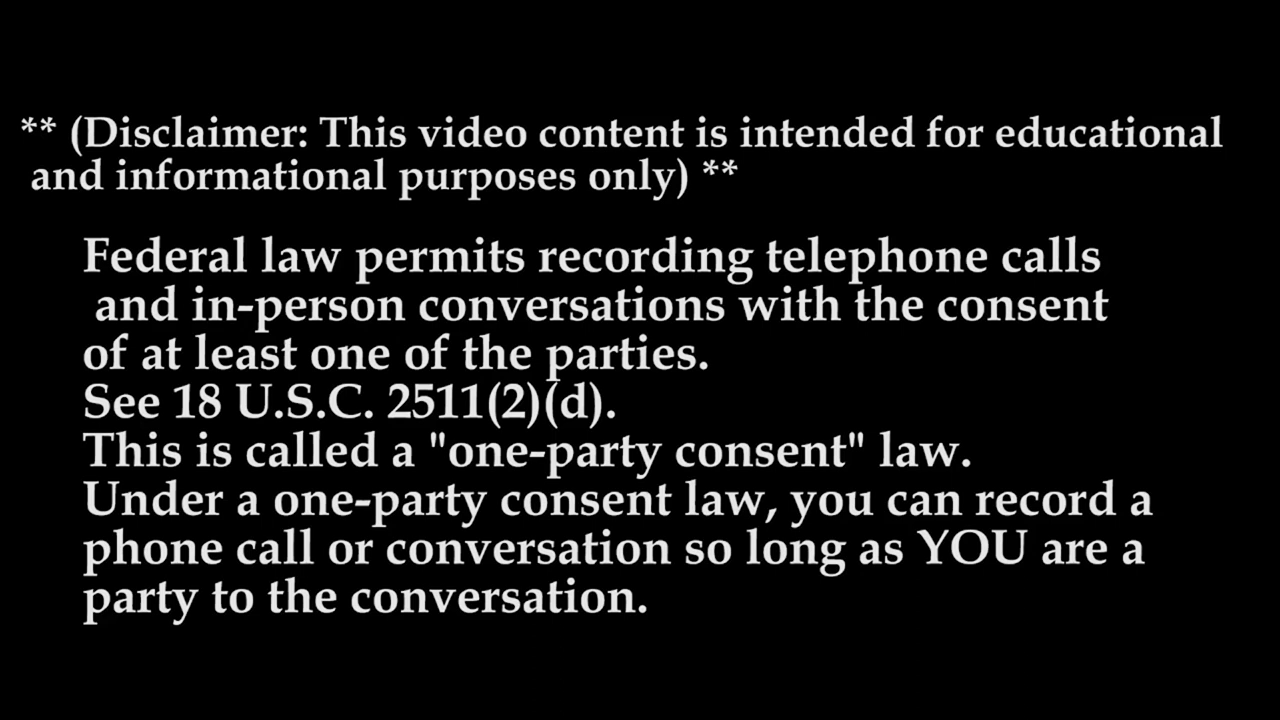 ** (Disclaimer: This video content is intended for educational
and informational purposes only) **
Federal law permits recording telephone calls
and in-person conversations with the consent
of at least one of the parties.
See 18 U.S.C. 2511(2)(d).
This is called a "one-party consent" law.
Under a one-party consent law, you can record a
phone call or conversation so long as YOU are a
party to the conversation.